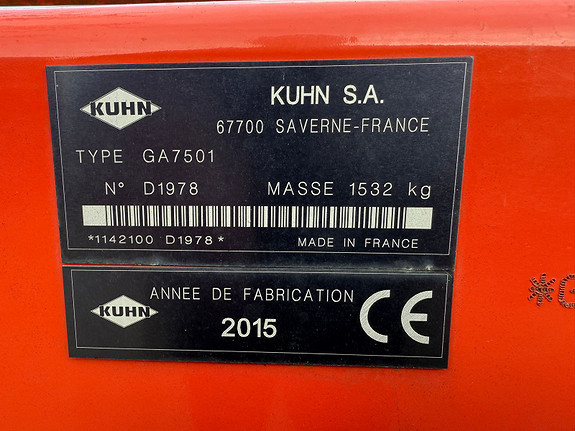 KUHN
KUHN S.A.
67700 SAVERNE-FRANCE
TYPE GA7501
N° D1978 MASSE 1532 kg
*1142100 D1978*
MADE IN FRANCE
KUHN
ANNEE DE FABRICATION
2015
CE
*G